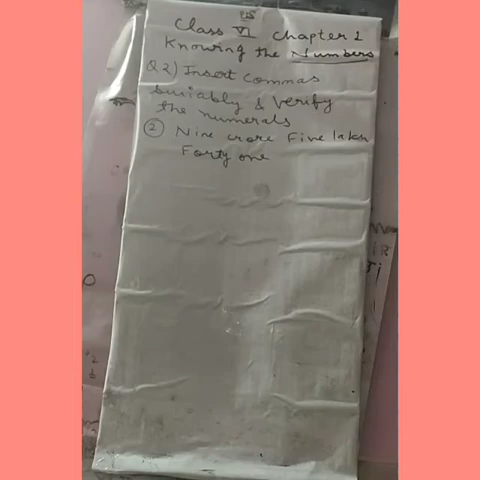 Class VI Chapter 1
Knowing the Numbers
Q2) Insert commas
suiably & verify
the numerals
② Nine crore Five lakh
Forty one